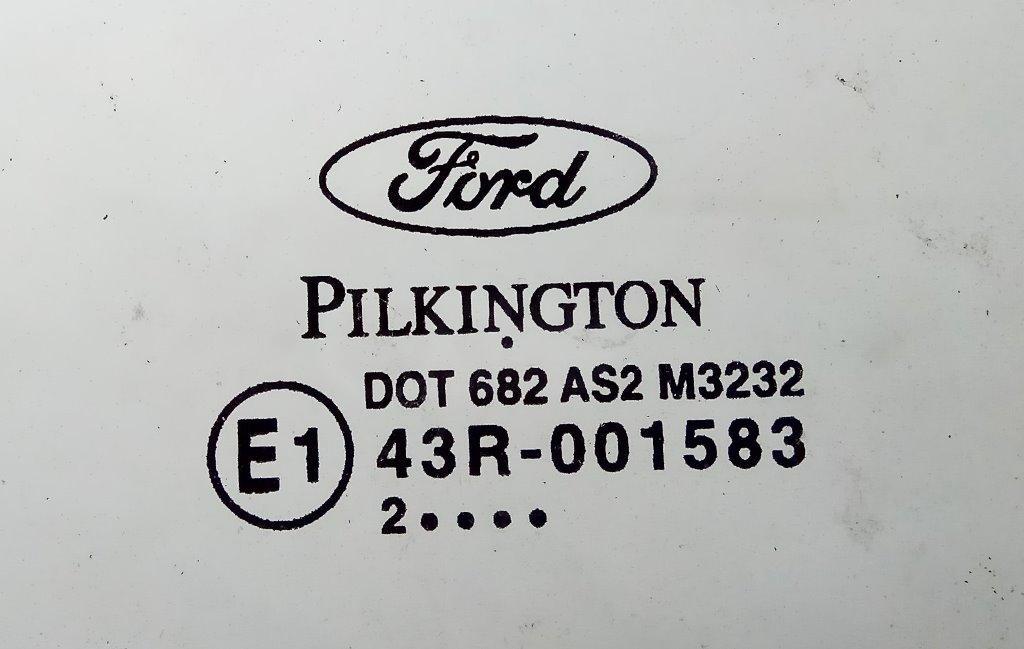 Ford
PILKINGTON
DOT 682 AS2 M3232
E1 43R-001583
2••••